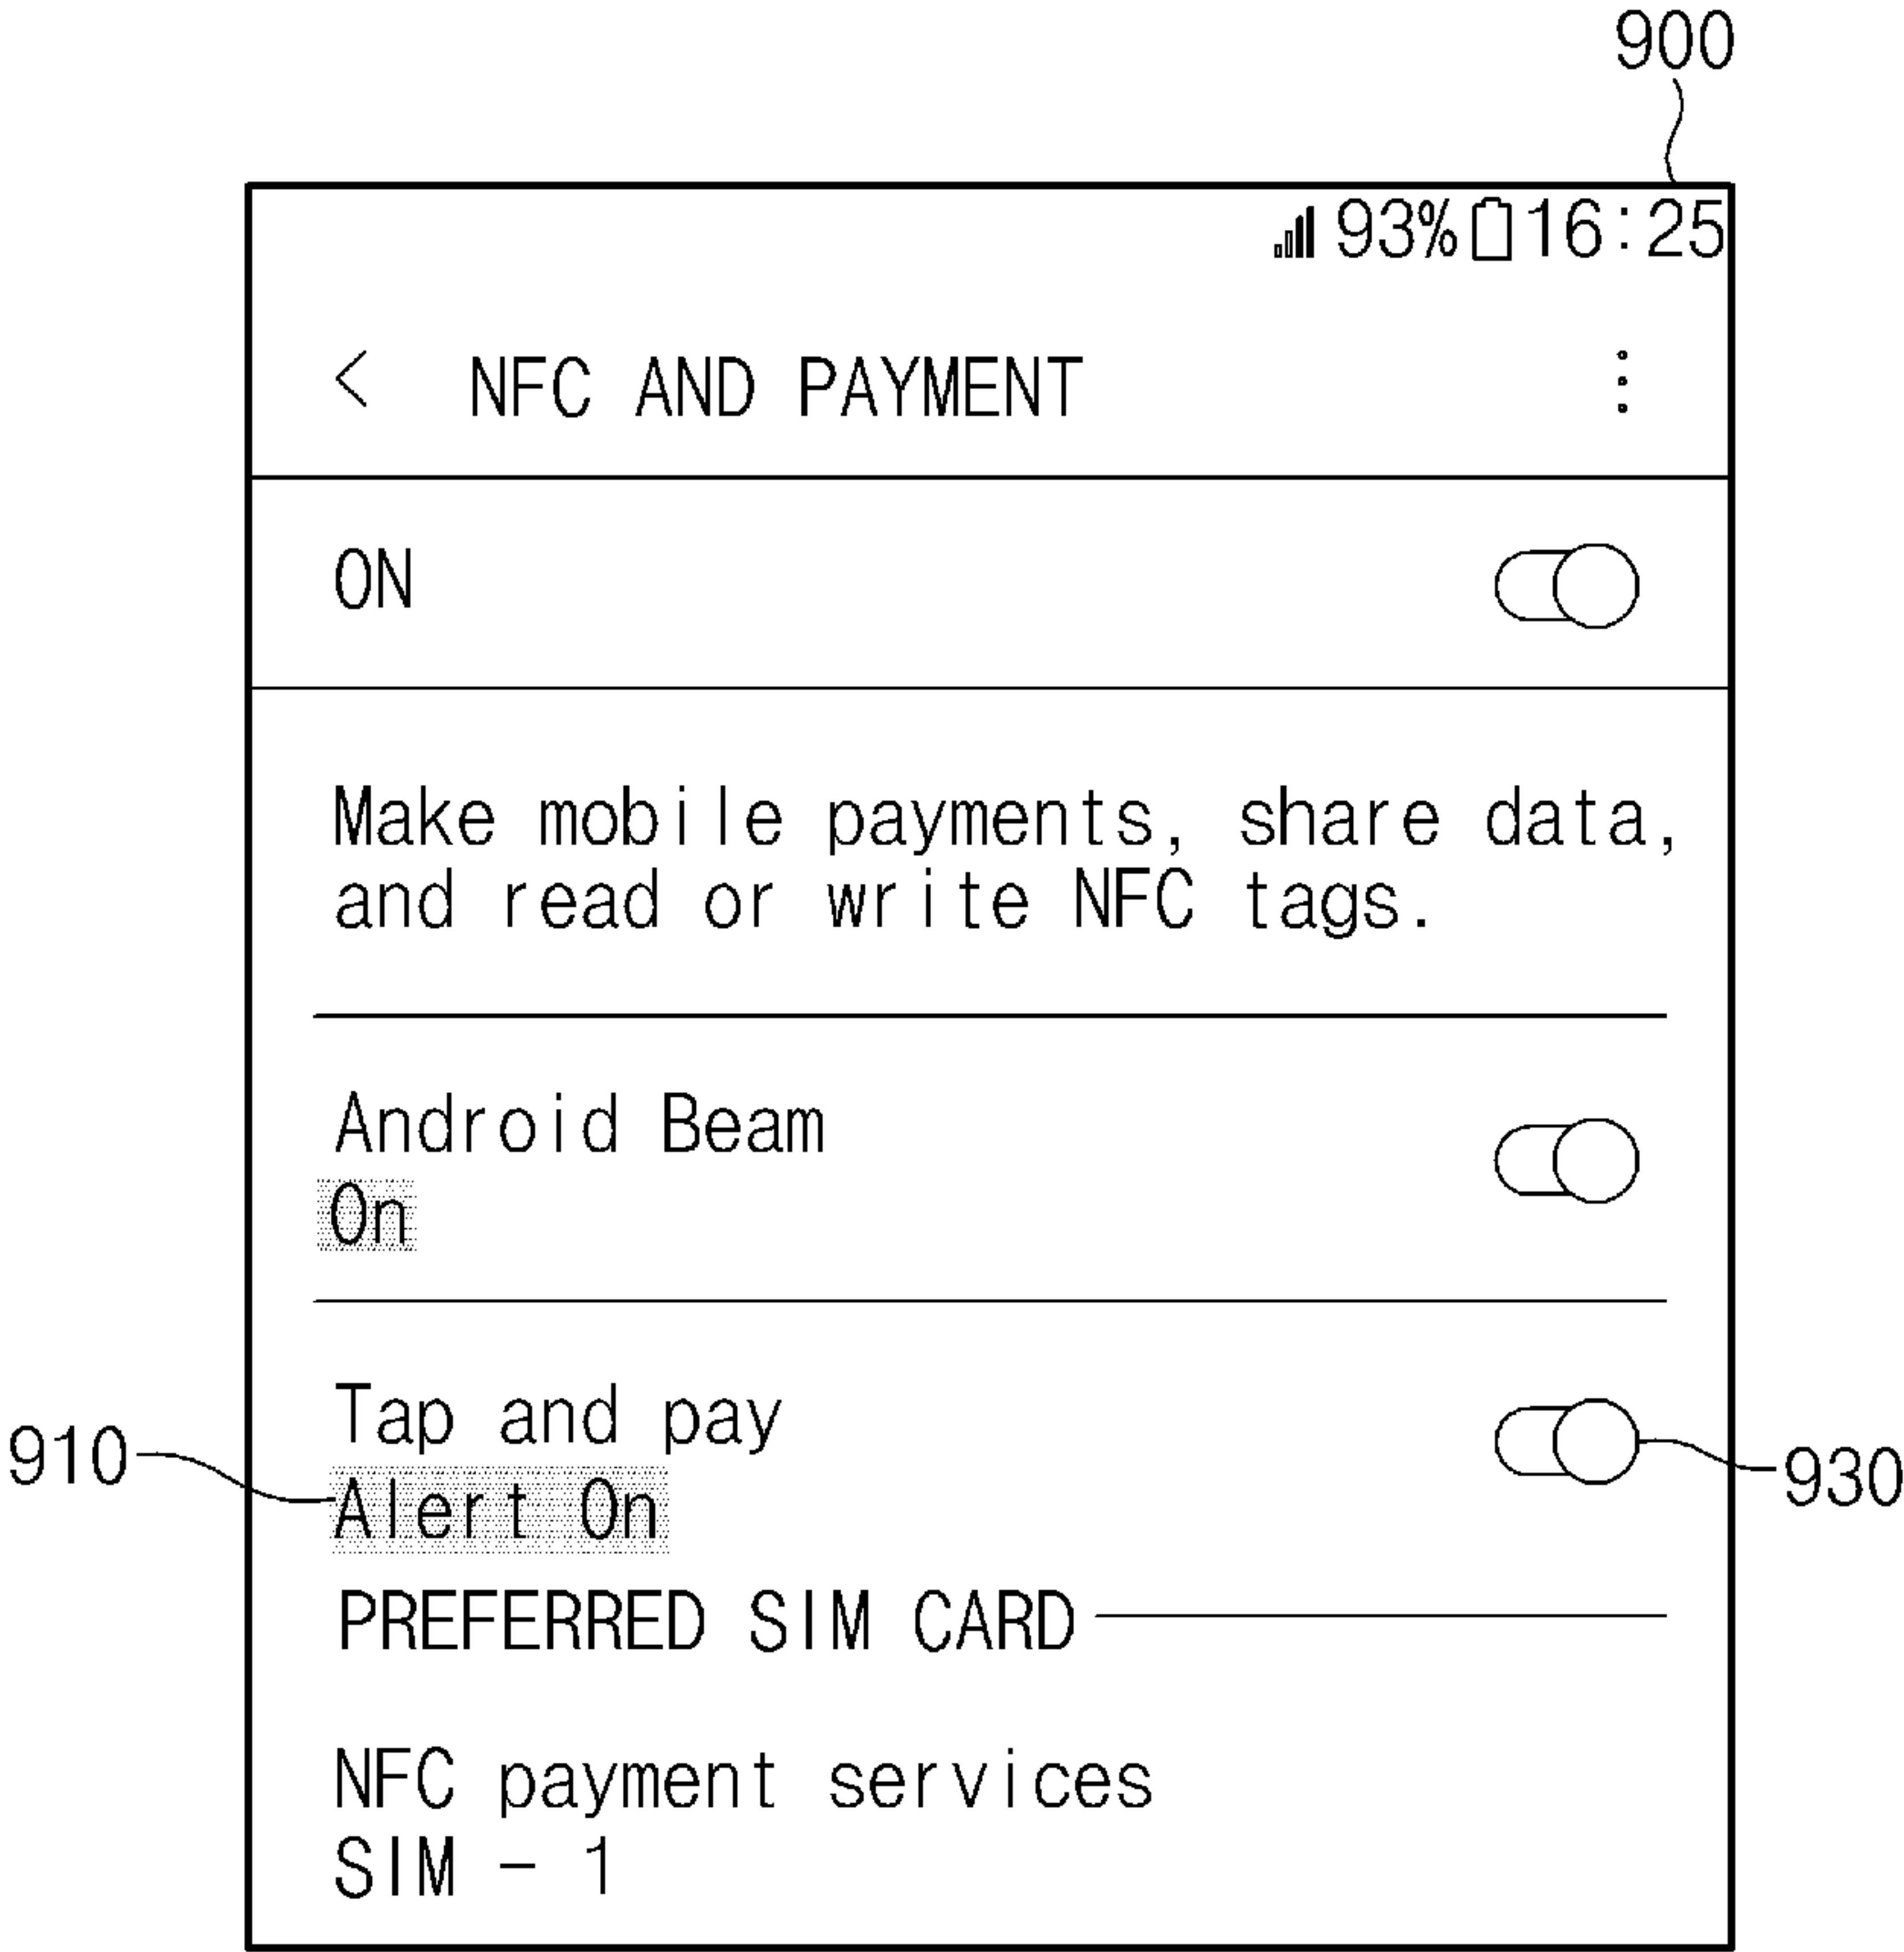 900
93% 16:25
< NFC AND PAYMENT
ON
Make mobile payments, share data,
and read or write NFC tags.
Android Beam
On
Tap and pay
910
930
Alert On
PREFERRED SIM CARD
NFC payment services
SIM - 1